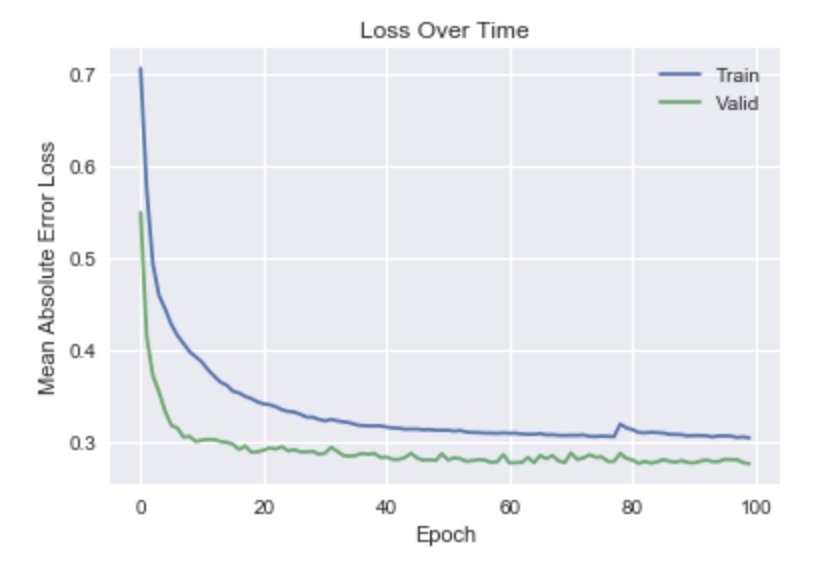 Loss Over Time
Train
Valid
Mean Absolute Error Loss
0.7
0.6
0.5
0.4
0.3
0 20 40 60 80 100
Epoch